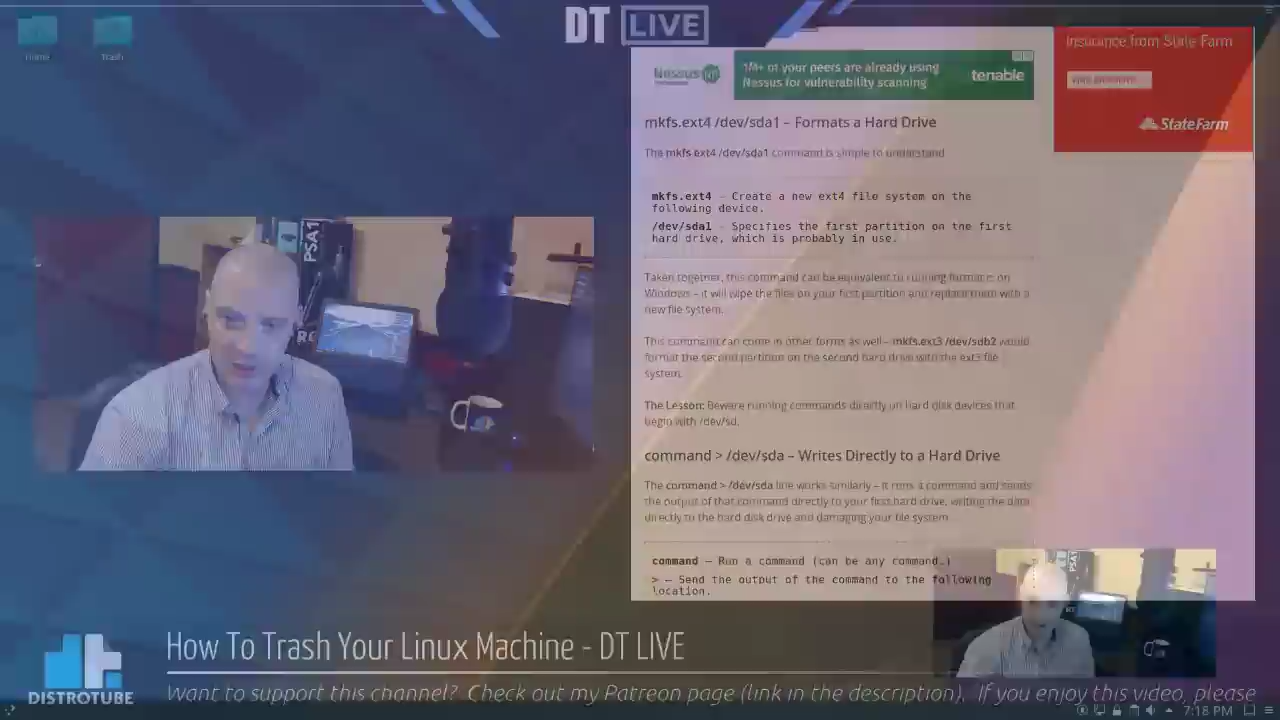 DT LIVE
Home
Trash
Nessus
1M+ of your peers are already using
Nessus for vulnerability scanning
tenable
Insurance from State Farm
StateFarm
mkfs.ext4 /dev/sda1 – Formats a Hard Drive
The mkfs.ext4 /dev/sda1 command is simple to understand
mkfs.ext4 – Create a new ext4 file system on the
following device.
/dev/sda1 – Specifies the first partition on the first
hard drive, which is probably in use.
Taken together, this command can be equivalent to running format c: on
Windows – it will wipe the files on your first partition and replace them with a
new file system.
This command can come in other forms as well – mkfs.ext3 /dev/sdb2 would
format the second partition on the second hard drive with the ext3 file
system.
The Lesson: Beware running commands directly on hard disk devices that
begin with /dev/sd.
command > /dev/sda – Writes Directly to a Hard Drive
The command > /dev/sda line works similarly – it runs a command and sends
the output of that command directly to your first hard drive, writing the data
directly to the hard disk drive and damaging your file system
command – Run a command (can be any command.)
> – Send the output of the command to the following
location.
PSA1
PSA1
How To Trash Your Linux Machine - DT LIVE
DISTROTUBE
Want to support this channel? Check out my Patreon page (link in the description). If you enjoy this video, please
7:18 PM